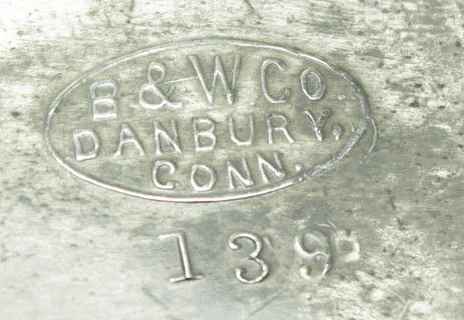 B & W CO
DANBURY,
CONN.
139